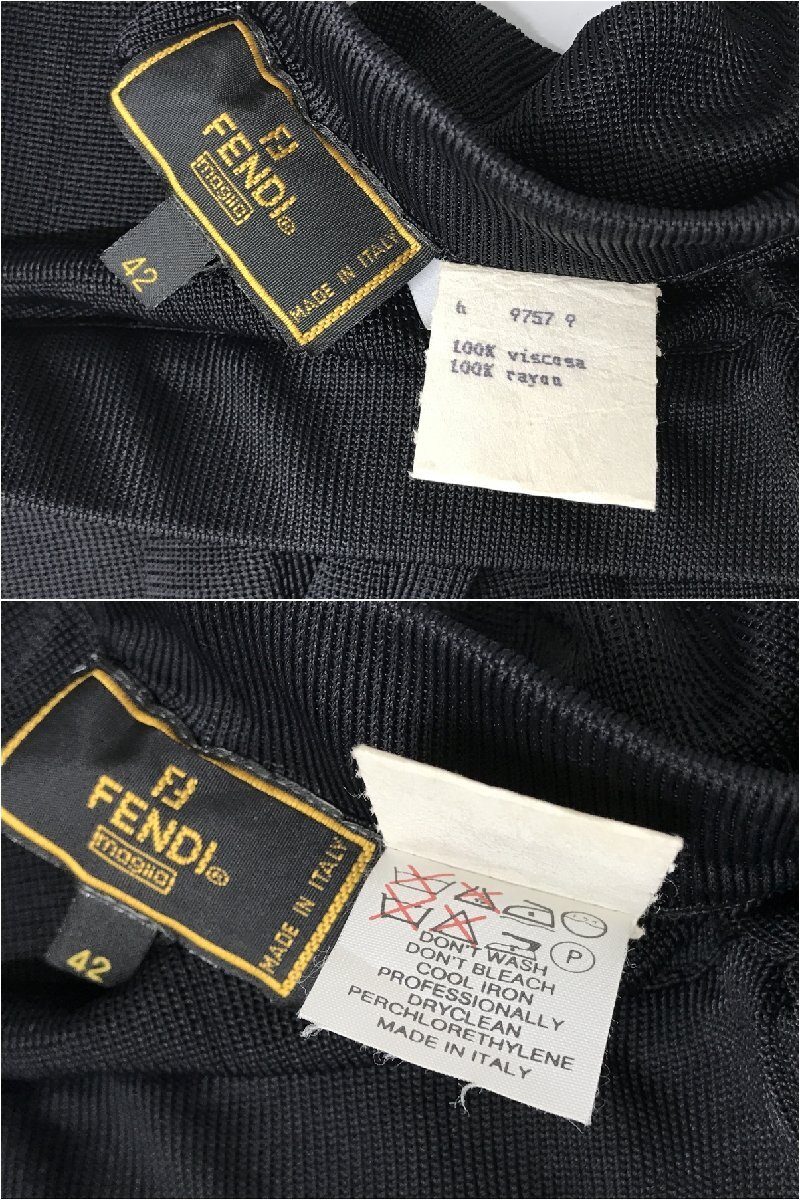 FENDI®
maglia
MADE IN ITALY
42
h 9757 9
100% viscosa
100% rayon
FENDI®
maglia
MADE IN ITALY
42
P
DON'T WASH
DON'T BLEACH
COOL IRON
PROFESSIONALLY
DRYCLEAN
PERCHLORETHYLENE
MADE IN ITALY